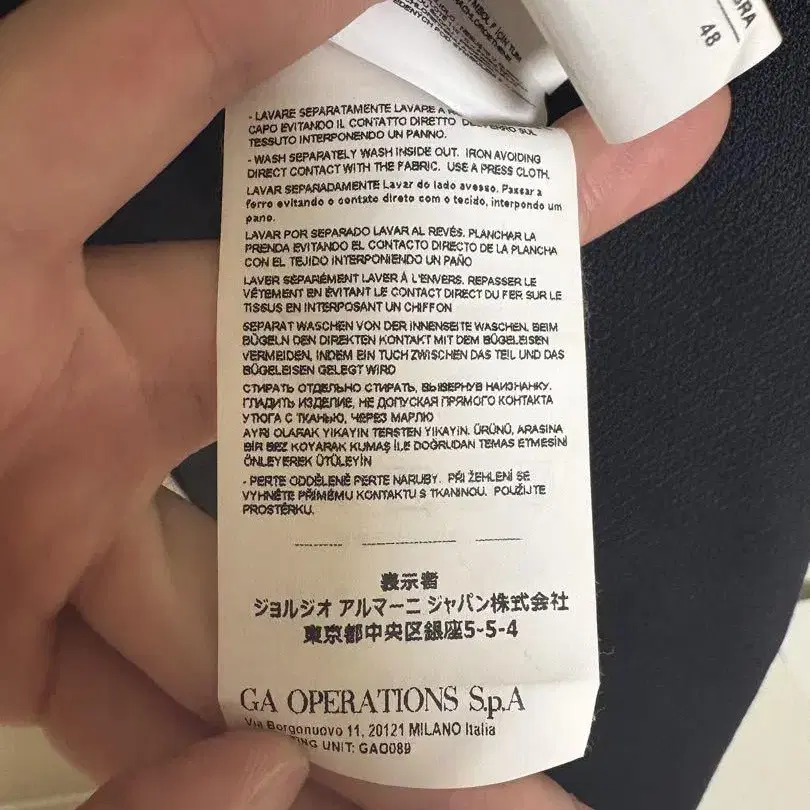 48
- LAVARE SEPARATAMENTE LAVARE A
CAPO EVITANDO IL CONTATTO DIRETTO DEL FERRO SUL
TESSUTO INTERPONENDO UN PANNO.
- WASH SEPARATELY WASH INSIDE OUT. IRON AVOIDING
DIRECT CONTACT WITH THE FABRIC. USE A PRESS CLOTH.
LAVAR SEPARADAMENTE Lavar do lado avesso. Passar a
ferro evitando o contato direto com o tecido, interpondo um
pano.
LAVAR POR SEPARADO LAVAR AL REVÉS. PLANCHAR LA
PRENDA EVITANDO EL CONTACTO DIRECTO DE LA PLANCHA
CON EL TEJIDO INTERPONIENDO UN PAÑO
LAVER SÉPARÉMENT LAVER À L'ENVERS. REPASSER LE
VÊTEMENT EN ÉVITANT LE CONTACT DIRECT DU FER SUR LE
TISSUS EN INTERPOSANT UN CHIFFON
SEPARAT WASCHEN VON DER INNENSEITE WASCHEN. BEIM
BÜGELN DEN DIREKTEN KONTAKT MIT DEM BÜGELEISEN
VERMEIDEN, INDEM EIN TUCH ZWISCHEN DAS TEIL UND DAS
BÜGELEISEN GELEGT WIRD
СТИРАТЬ ОТДЕЛЬНО СТИРАТЬ, ВЫВЕРНУВ НАИЗНАНКУ.
ГЛАДИТЬ ИЗДЕЛИЕ, НЕ ДОПУСКАЯ ПРЯМОГО КОНТАКТА
УТЮГА С ТКАНЬЮ, ЧЕРЕЗ МАРЛЮ
AYRI OLARAK YIKAYIN TERSTEN YIKAYIN. ÜRÜNÜ, ARASINA
BİR BEZ KOYARAK KUMAŞ İLE DOĞRUDAN TEMAS ETMESİNİ
ÖNLEYEREK ÜTÜLEYİN
- PERTE ODDĚLENĚ PERTE NARUBY. PŘI ŽEHLENÍ SE
VYHNĚTE PŘÍMÉMU KONTAKTU S TKANINOU. POUŽIJTE
PROSTĚRKU.
表示者
ジョルジオ アルマーニ ジャパン株式会社
東京都中央区銀座5-5-4
GA OPERATIONS S.p.A
Via Borgonuovo 11, 20121 MILANO Italia
UNIT: GAO089